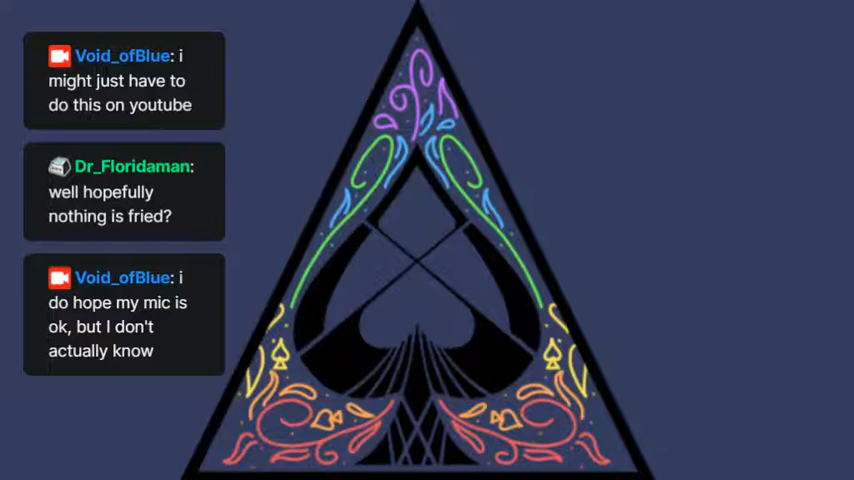 Void_ofBlue: i
might just have to
do this on youtube
Dr_Floridaman:
well hopefully
nothing is fried?
Void_ofBlue: i
do hope my mic is
ok, but I don't
actually know